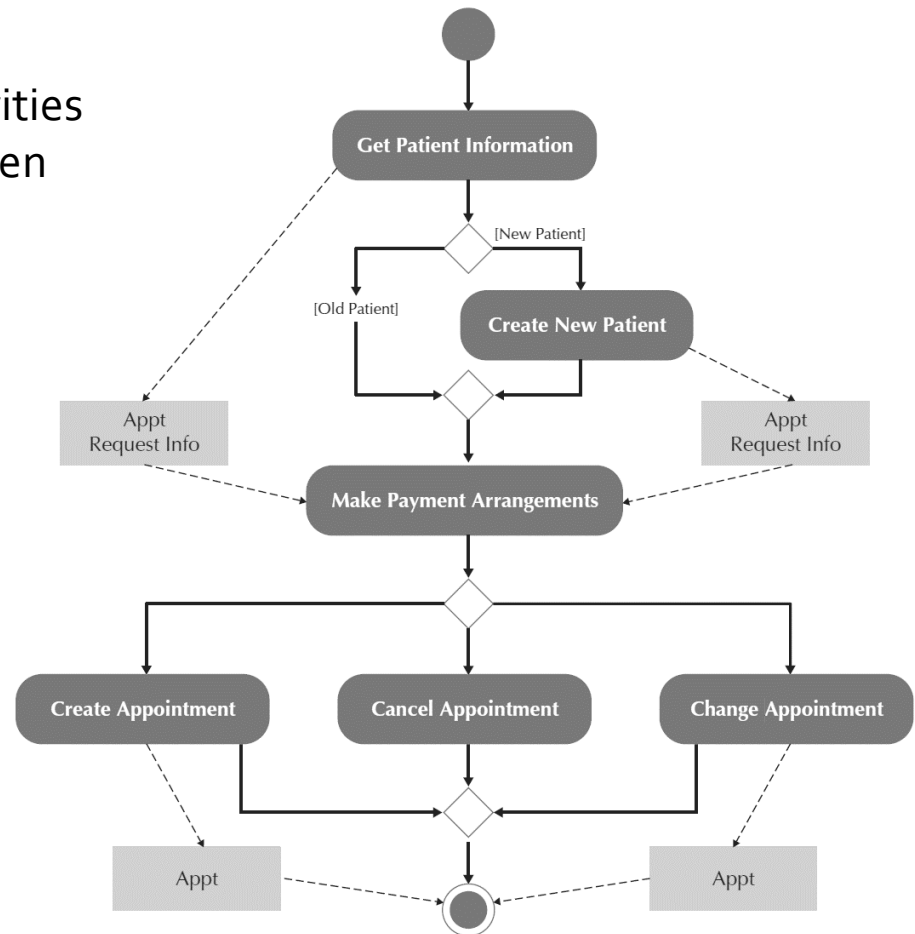 ities
en
Get Patient Information
[New Patient]
[Old Patient]
Create New Patient
Appt
Request Info
Appt
Request Info
Make Payment Arrangements
Create Appointment
Cancel Appointment
Change Appointment
Appt
Appt